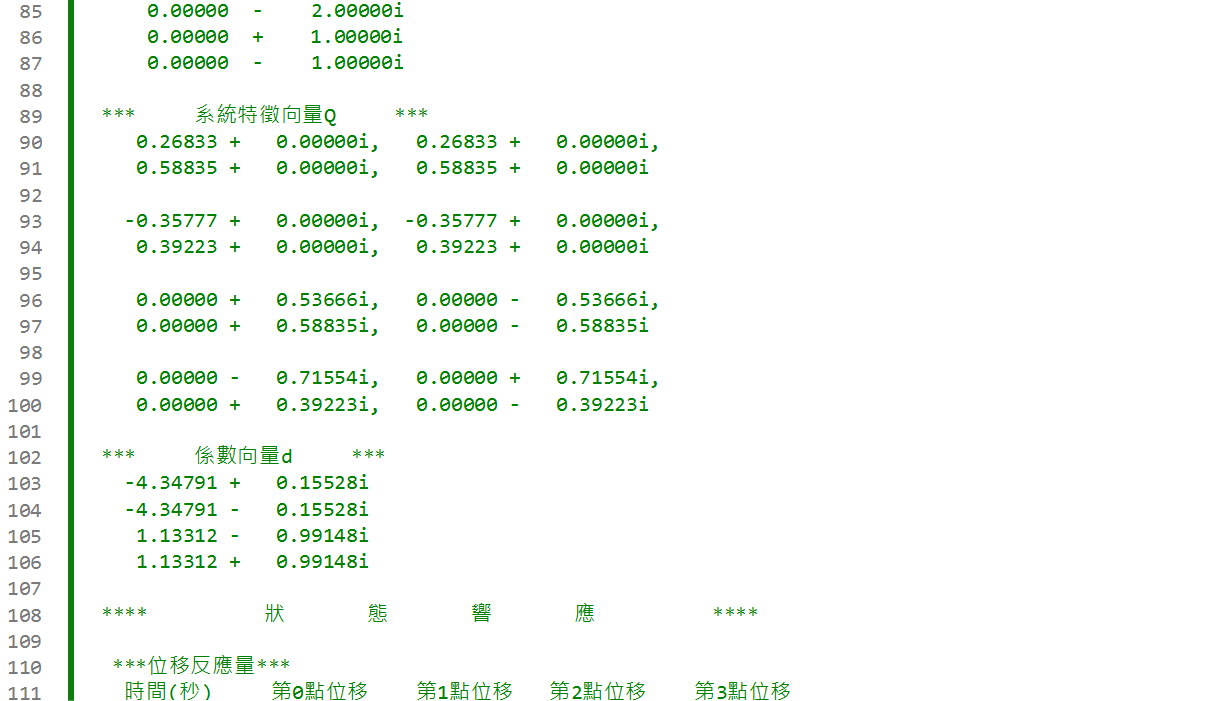 85 0.00000 - 2.00000i
86 0.00000 + 1.00000i
87 0.00000 - 1.00000i
88
89 *** 系統特徵向量Q ***
90 0.26833 + 0.00000i, 0.26833 + 0.00000i,
91 0.58835 + 0.00000i, 0.58835 + 0.00000i
92
93 -0.35777 + 0.00000i, -0.35777 + 0.00000i,
94 0.39223 + 0.00000i, 0.39223 + 0.00000i
95
96 0.00000 + 0.53666i, 0.00000 - 0.53666i,
97 0.00000 + 0.58835i, 0.00000 - 0.58835i
98
99 0.00000 - 0.71554i, 0.00000 + 0.71554i,
100 0.00000 + 0.39223i, 0.00000 - 0.39223i
101
102 *** 係數向量d ***
103 -4.34791 + 0.15528i
104 -4.34791 - 0.15528i
105 1.13312 - 0.99148i
106 1.13312 + 0.99148i
107
108 **** 狀 態 響 應 ****
109
110 ***位移反應量***
111 時間(秒) 第0點位移 第1點位移 第2點位移 第3點位移